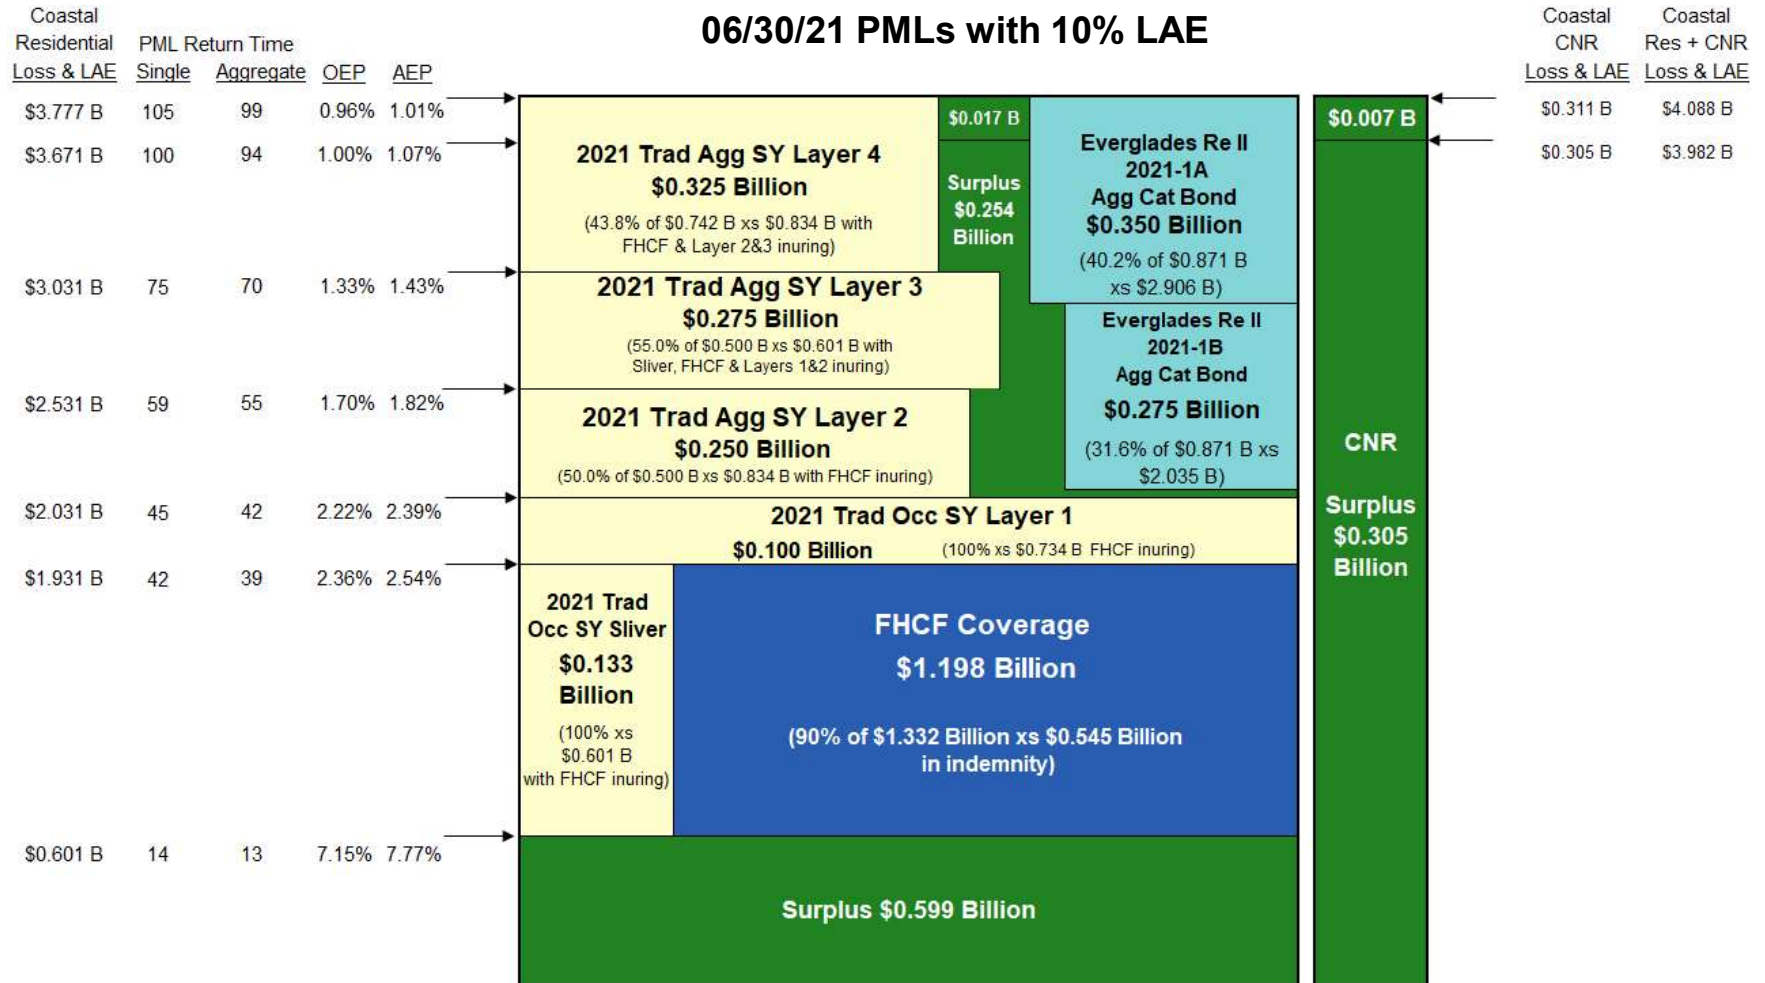 06/30/21 PMLs with 10% LAE
Coastal
Residential PML Return Time
Loss & LAE Single Aggregate OEP AEP
$3.777 B 105 99 0.96% 1.01%
$3.671 B 100 94 1.00% 1.07%
$3.031 B 75 70 1.33% 1.43%
$2.531 B 59 55 1.70% 1.82%
$2.031 B 45 42 2.22% 2.39%
$1.931 B 42 39 2.36% 2.54%
$0.601 B 14 13 7.15% 7.77%
2021 Trad Agg SY Layer 4
$0.325 Billion
(43.8% of $0.742 B xs $0.834 B with
FHCF & Layer 2&3 inuring)
$0.017 B
Surplus
$0.254
Billion
Everglades Re II
2021-1A
Agg Cat Bond
$0.350 Billion
(40.2% of $0.871 B
xs $2.906 B)
2021 Trad Agg SY Layer 3
$0.275 Billion
(55.0% of $0.500 B xs $0.601 B with
Sliver, FHCF & Layers 1&2 inuring)
Everglades Re II
2021-1B
Agg Cat Bond
$0.275 Billion
(31.6% of $0.871 B xs
$2.035 B)
2021 Trad Agg SY Layer 2
$0.250 Billion
(50.0% of $0.500 B xs $0.834 B with FHCF inuring)
2021 Trad Occ SY Layer 1
$0.100 Billion (100% xs $0.734 B FHCF inuring)
2021 Trad
Occ SY Sliver
$0.133
Billion
(100% xs
$0.601 B
with FHCF inuring)
FHCF Coverage
$1.198 Billion
(90% of $1.332 Billion xs $0.545 Billion
in indemnity)
Surplus $0.599 Billion
$0.007 B
CNR
Surplus
$0.305
Billion
Coastal Coastal
CNR Res + CNR
Loss & LAE Loss & LAE
$0.311 B $4.088 B
$0.305 B $3.982 B